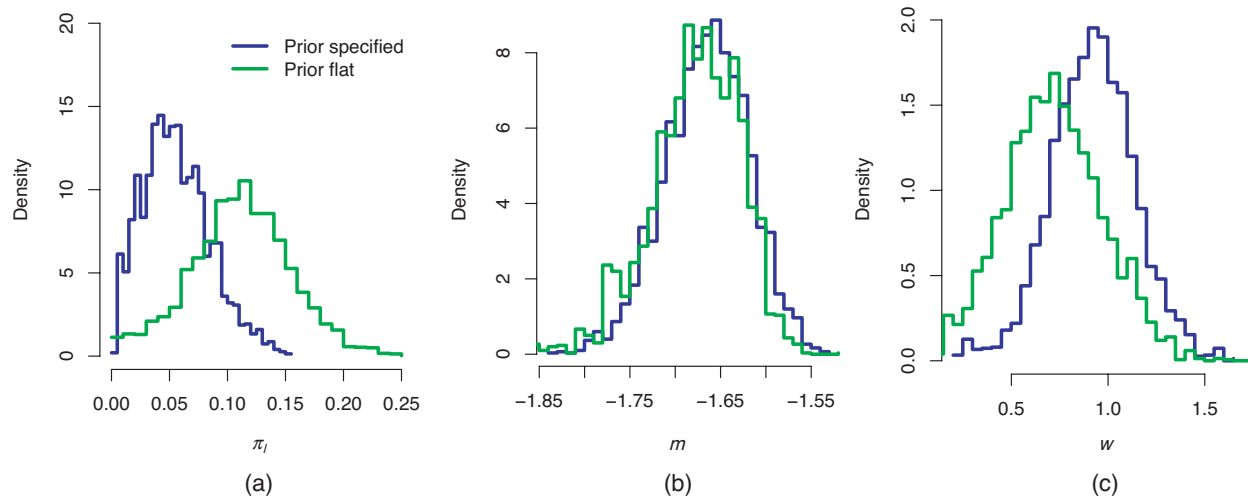 20
15
10
5
0
Density
Prior specified
Prior flat
0.00 0.05 0.10 0.15 0.20 0.25
π_l
(a)
8
6
4
2
0
Density
−1.85 −1.75 −1.65 −1.55
m
(b)
2.0
1.5
1.0
0.5
0.0
Density
0.5 1.0 1.5
w
(c)